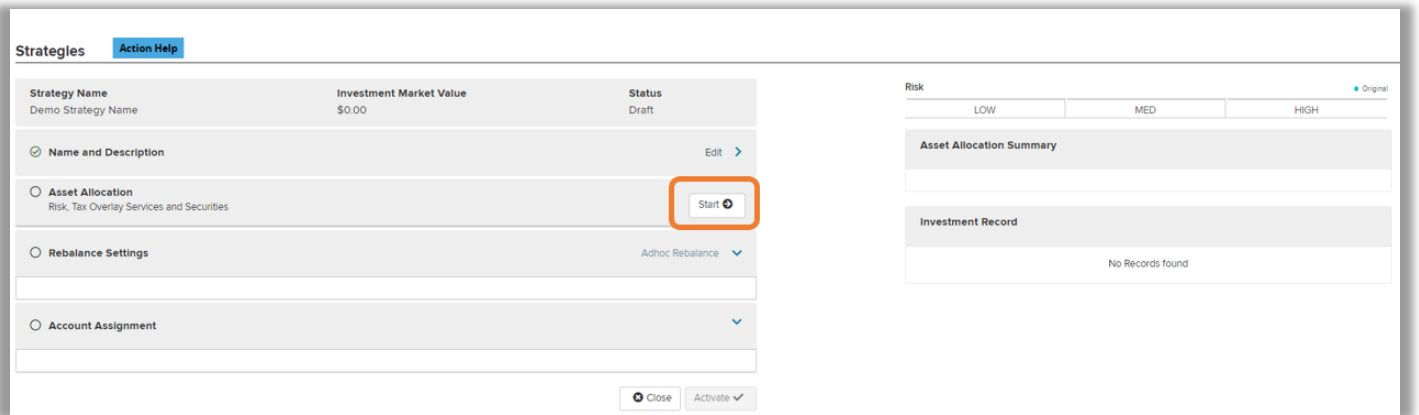 Strategies
Action Help
Strategy Name
Investment Market Value
Status
Demo Strategy Name
$0.00
Draft
Name and Description
Edit
Asset Allocation
Risk, Tax Overlay Services and Securities
Start
Rebalance Settings
Adhoc Rebalance
Account Assignment
Close
Activate
Risk
Original
LOW
MED
HIGH
Asset Allocation Summary
Investment Record
No Records found